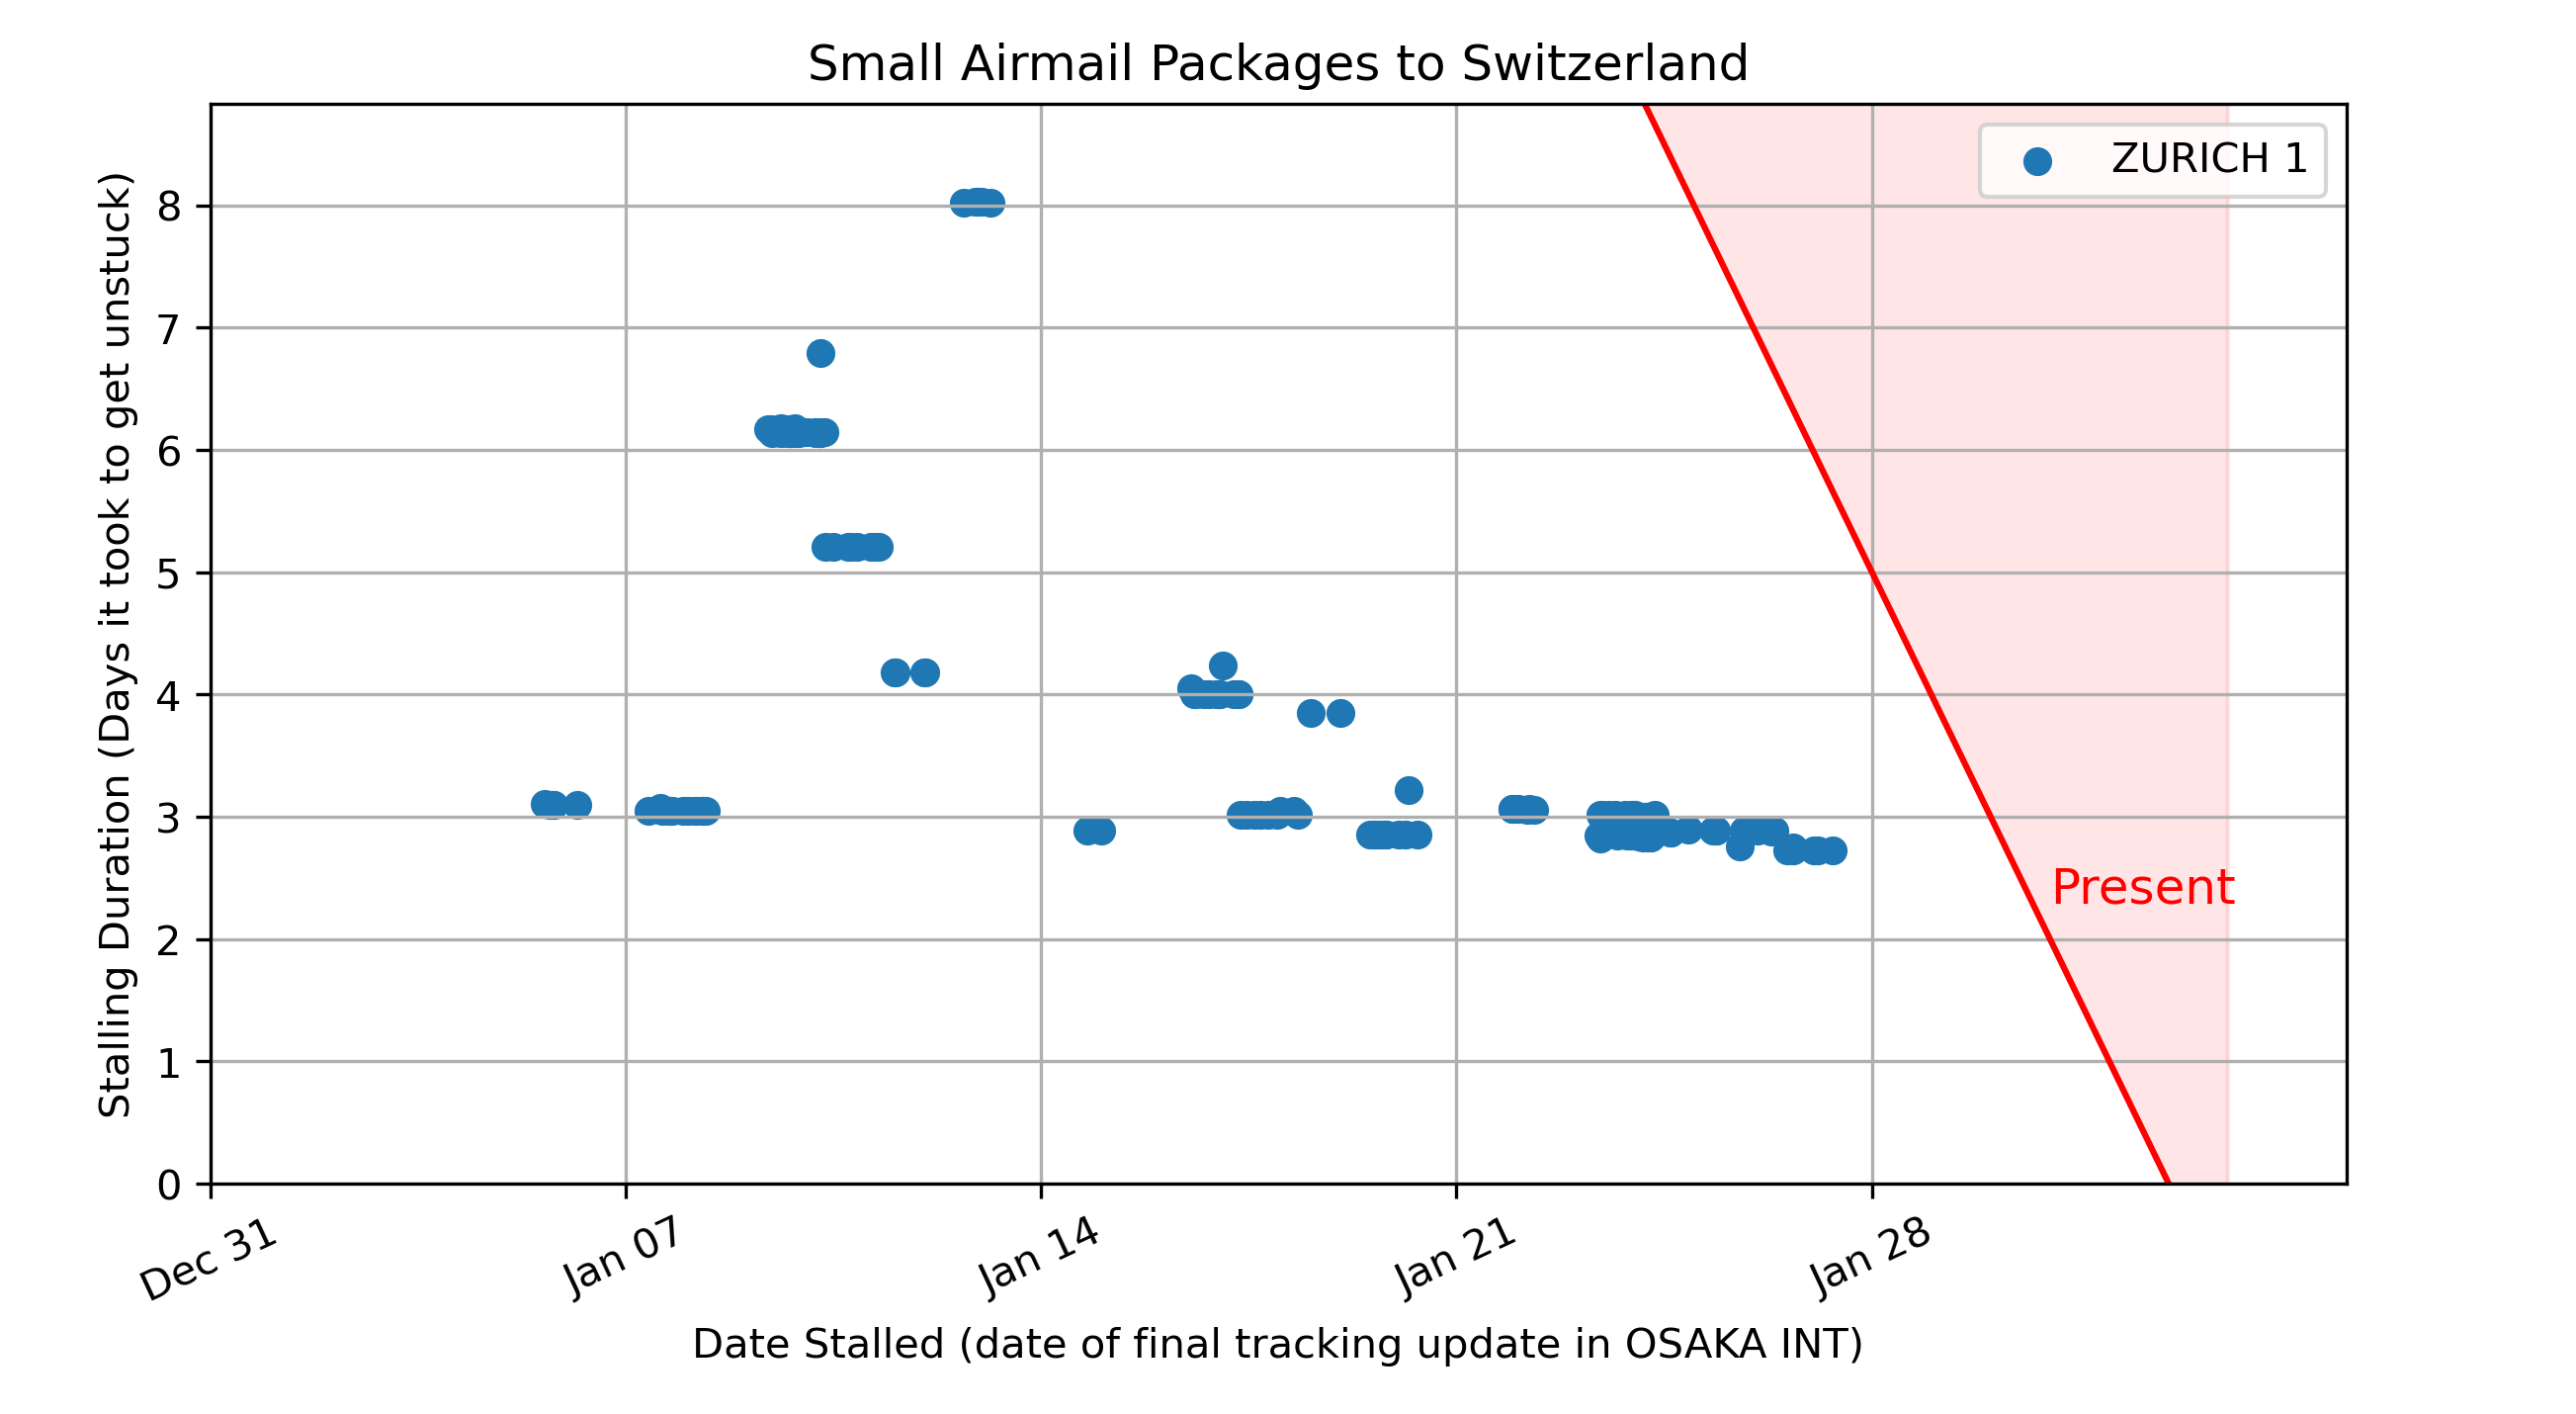 Small Airmail Packages to Switzerland
ZURICH 1
Stalling Duration (Days it took to get unstuck)
8
7
6
5
4
3
2
1
0
Present
Dec 31
Jan 07
Jan 14
Jan 21
Jan 28
Date Stalled (date of final tracking update in OSAKA INT)